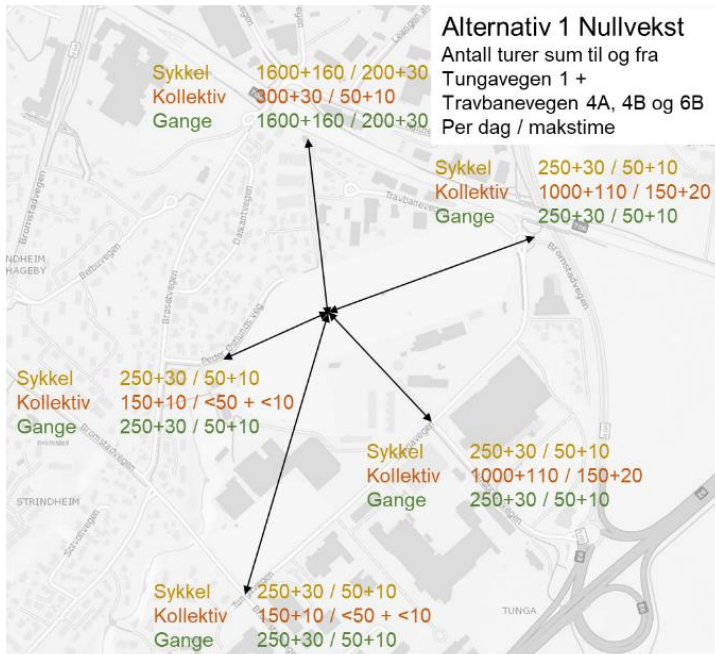 Alternativ 1 Nullvekst
Antall turer sum til og fra
Tungavegen 1 +
Travbanevegen 4A, 4B og 6B
Per dag / makstime
Sykkel 1600+160 / 200+30
Kollektiv 300+30 / 50+10
Gange 1600+160 / 200+30
Sykkel 250+30 / 50+10
Kollektiv 1000+110 / 150+20
Gange 250+30 / 50+10
Bromstadvegen
Dalkantvegen
Belbuvegen
Brøsetvegen
Bromstadvegen
NDHEIM
HAGEBY
Peder Østlunds veg
Sykkel 250+30 / 50+10
Kollektiv 150+10 / <50 + <10
Gange 250+30 / 50+10
Bromstadvegen
STRINDHEIM
Sykkel 250+30 / 50+10
Kollektiv 1000+110 / 150+20
Gange 250+30 / 50+10
Sykkel 250+30 / 50+10
Kollektiv 150+10 / <50 + <10
Gange 250+30 / 50+10
TUNGA